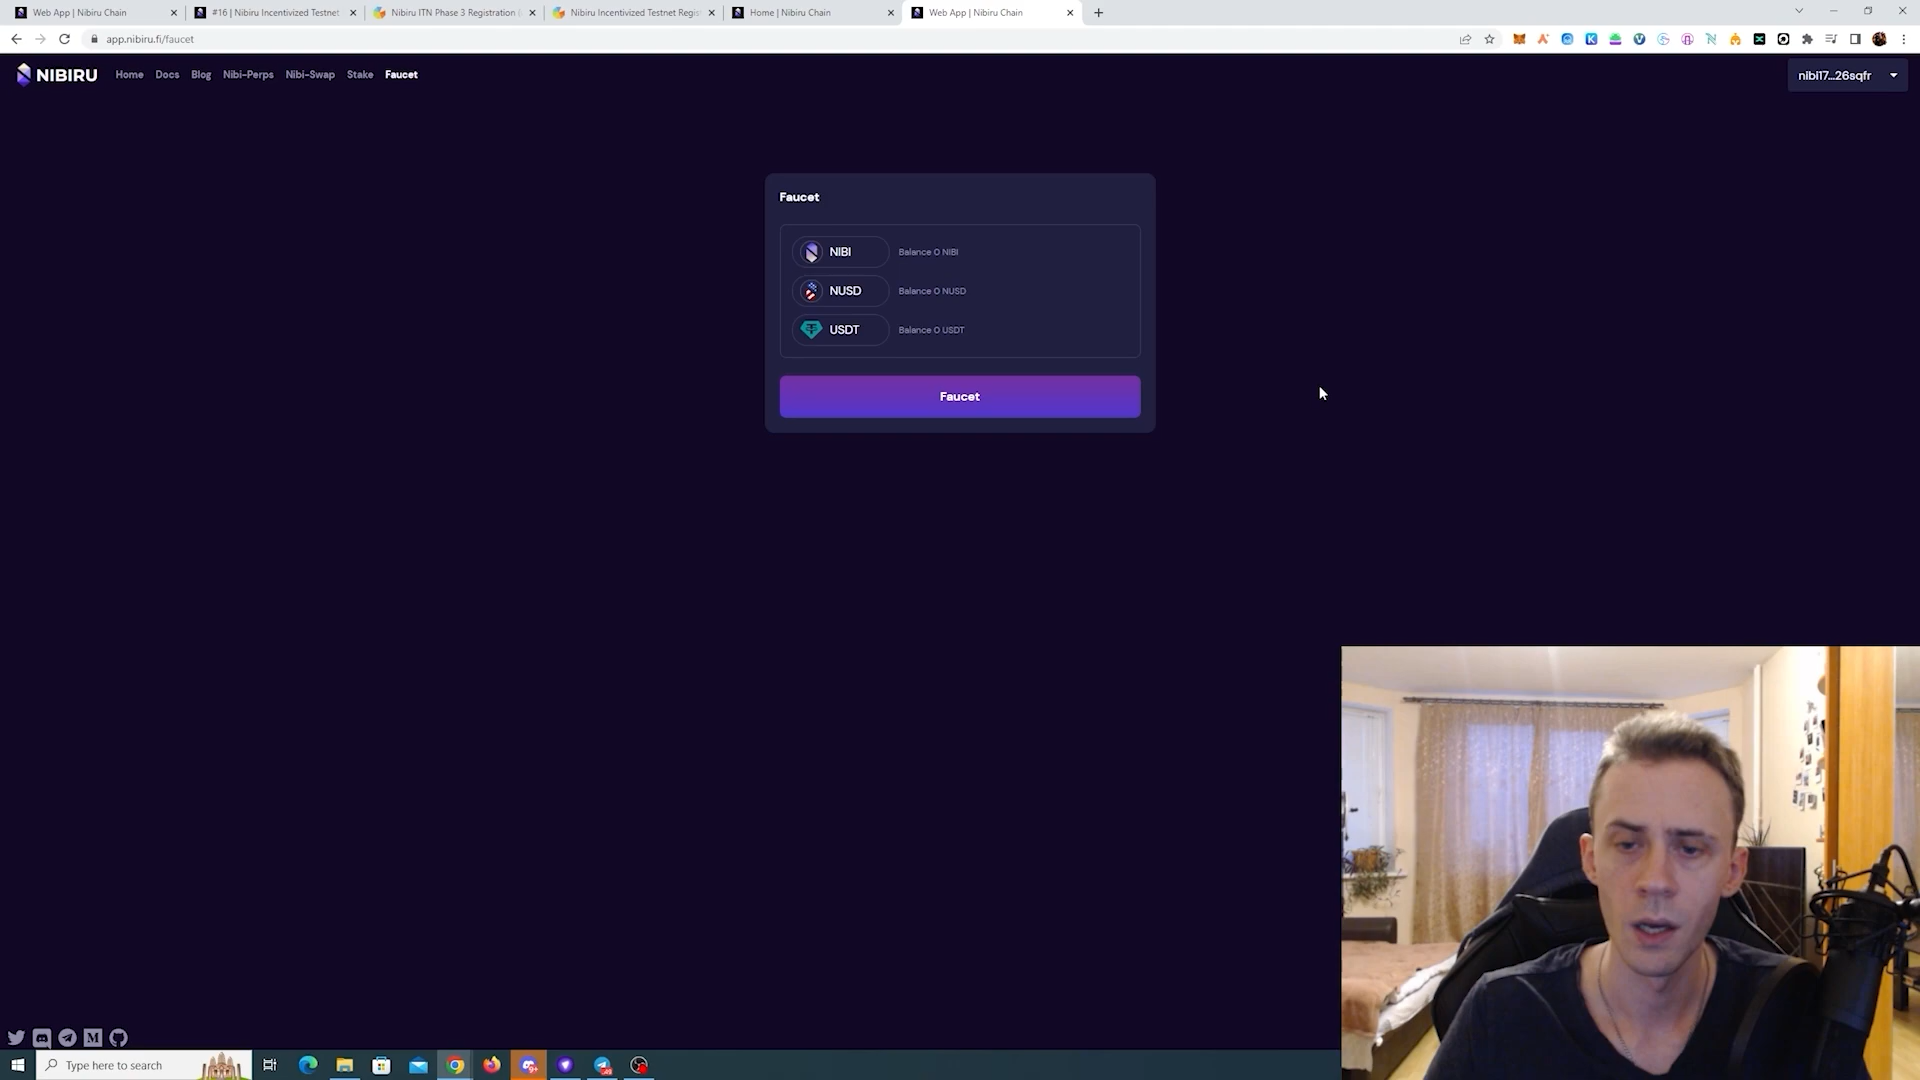 Web App | Nibiru Chain
#16 | Nibiru Incentivized Testnet
Nibiru ITN Phase 3 Registration
Nibiru Incentivized Testnet Regis
Home | Nibiru Chain
Web App | Nibiru Chain
app.nibiru.fi/faucet
NIBIRU
Home
Docs
Blog
Nibi-Perps
Nibi-Swap
Stake
Faucet
nibi17...26sqfr
Faucet
NIBI
Balance 0 NIBI
NUSD
Balance 0 NUSD
USDT
Balance 0 USDT
Faucet
Type here to search